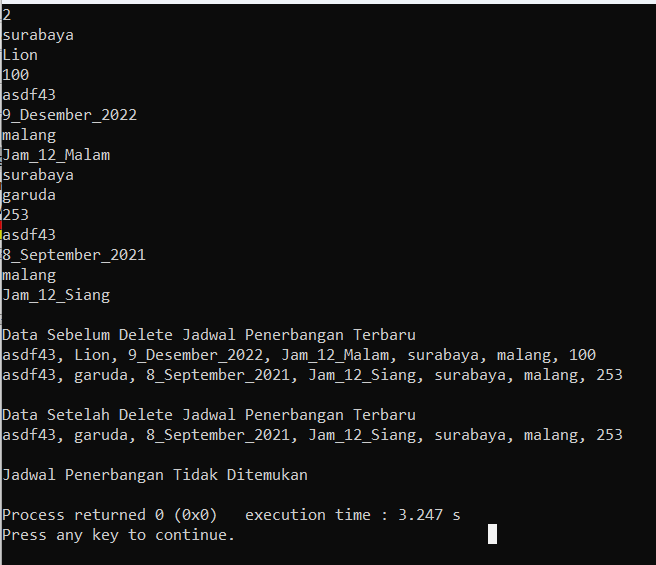 2
surabaya
Lion
100
asdf43
9_Desember_2022
malang
Jam_12_Malam
surabaya
garuda
253
asdf43
8_September_2021
malang
Jam_12_Siang
Data Sebelum Delete Jadwal Penerbangan Terbaru
asdf43, Lion, 9_Desember_2022, Jam_12_Malam, surabaya, malang, 100
asdf43, garuda, 8_September_2021, Jam_12_Siang, surabaya, malang, 253
Data Setelah Delete Jadwal Penerbangan Terbaru
asdf43, garuda, 8_September_2021, Jam_12_Siang, surabaya, malang, 253
Jadwal Penerbangan Tidak Ditemukan
Process returned 0 (0x0)   execution time : 3.247 s
Press any key to continue.